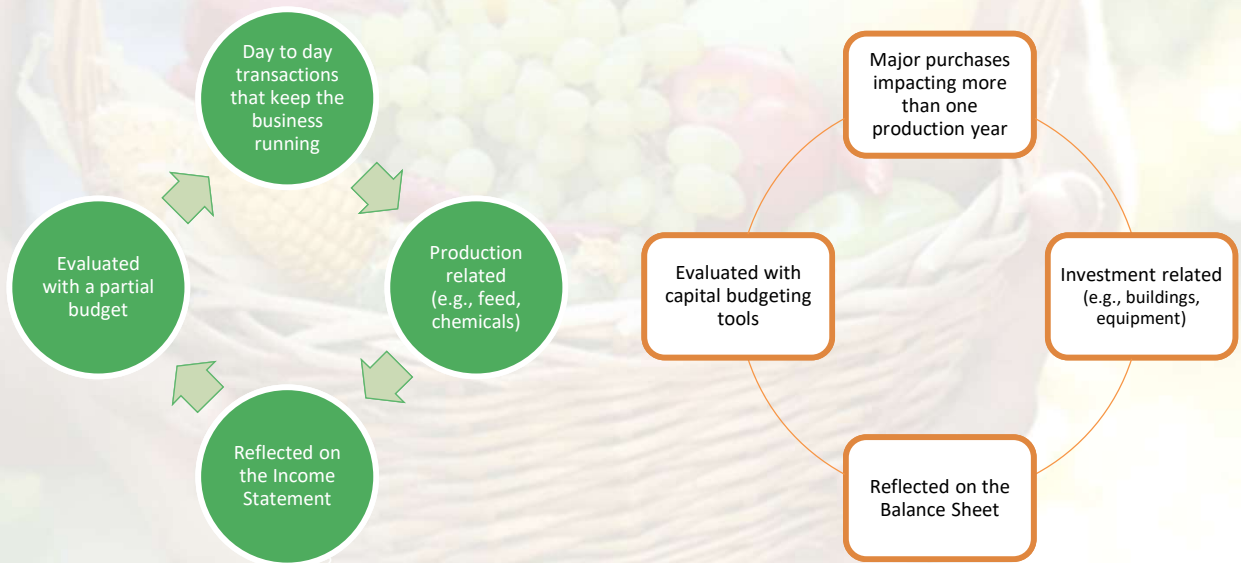 Day to day
transactions
that keep the
business
running
Production
related
(e.g., feed,
chemicals)
Reflected on
the Income
Statement
Evaluated
with a partial
budget
Major purchases
impacting more
than one
production year
Investment related
(e.g., buildings,
equipment)
Reflected on the
Balance Sheet
Evaluated with
capital budgeting
tools